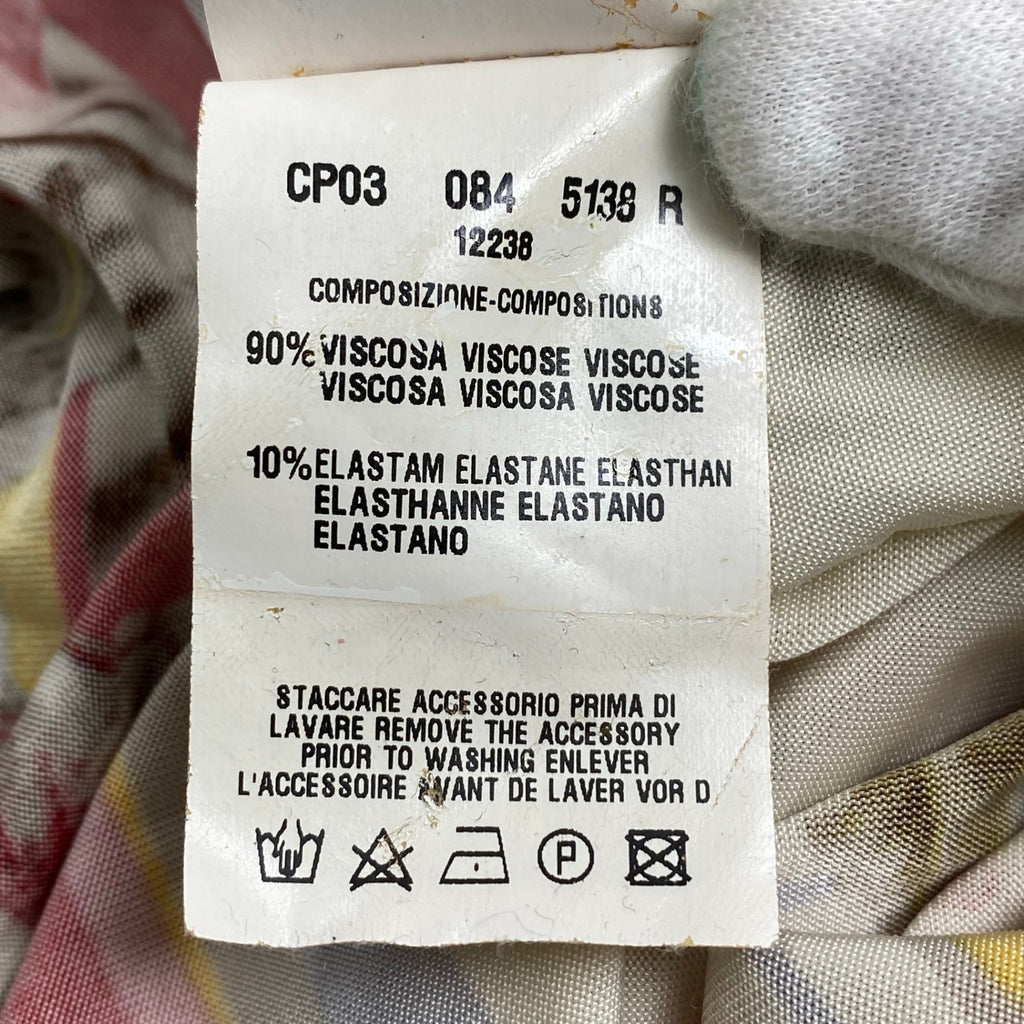 CP03 084 5138 R
12238
COMPOSIZIONE-COMPOSITIONS
90% VISCOSA VISCOSE VISCOSE
VISCOSA VISCOSA VISCOSE
10% ELASTAM ELASTANE ELASTHAN
ELASTHANNE ELASTANO
ELASTANO
STACCARE ACCESSORIO PRIMA DI
LAVARE REMOVE THE ACCESSORY
PRIOR TO WASHING ENLEVER
L'ACCESSOIRE AVANT DE LAVER VOR D
P